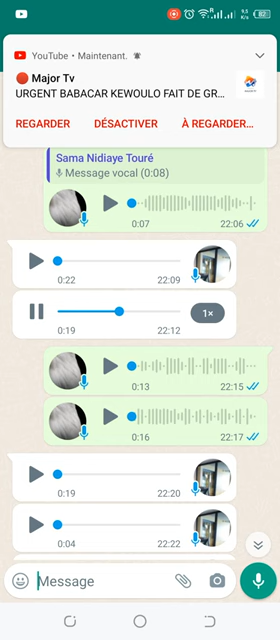 9,5
K/s
82
YouTube • Maintenant.
Major Tv
URGENT BABACAR KEWOULO FAIT DE GR...
REGARDER
DÉSACTIVER
À REGARDER...
Sama Nidiaye Touré
Message vocal (0:08)
0:07
22:06
0:22
22:09
1×
0:19
22:12
0:13
22:15
0:16
22:17
0:19
22:20
0:04
22:22
Message